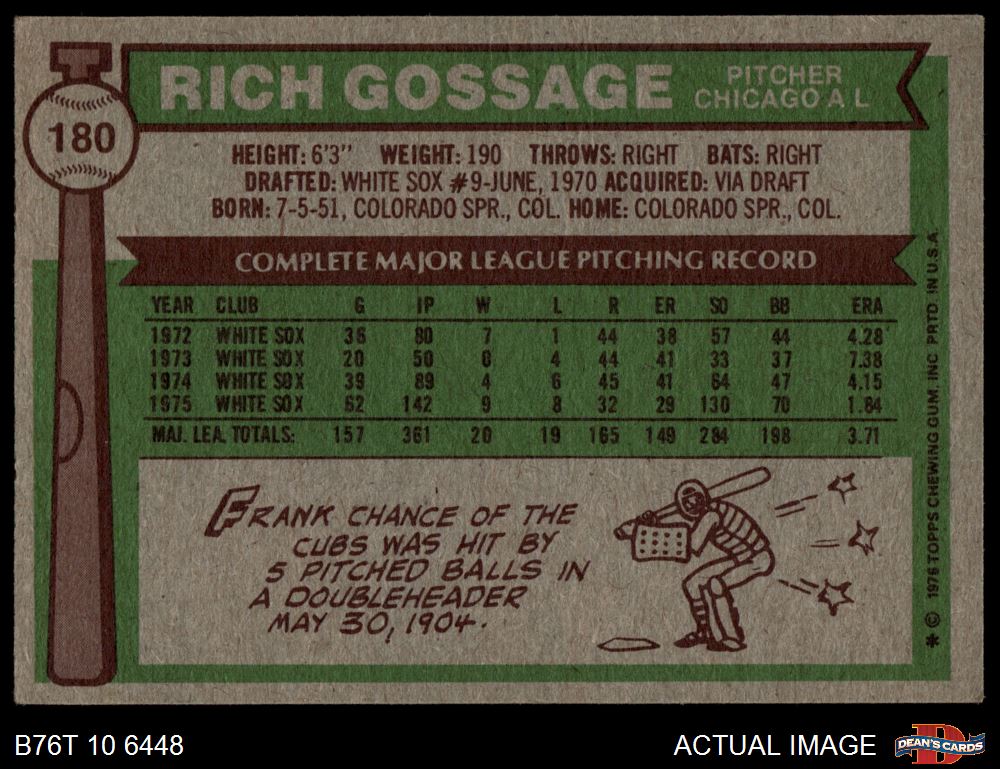 180
RICH GOSSAGE
PITCHER
CHICAGO A L
HEIGHT: 6'3" WEIGHT: 190 THROWS: RIGHT BATS: RIGHT
DRAFTED: WHITE SOX #9-JUNE, 1970 ACQUIRED: VIA DRAFT
BORN: 7-5-51, COLORADO SPR., COL. HOME: COLORADO SPR., COL.
COMPLETE MAJOR LEAGUE PITCHING RECORD
YEAR CLUB G IP W L R ER SO BB ERA
1972 WHITE SOX 36 80 7 1 44 38 57 44 4.28
1973 WHITE SOX 20 50 0 4 44 41 33 37 7.38
1974 WHITE SOX 39 89 4 6 45 41 64 47 4.15
1975 WHITE SOX 62 142 9 8 32 29 130 70 1.84
MAJ. LEA. TOTALS: 157 361 20 19 165 149 284 198 3.71
FRANK CHANCE OF THE
CUBS WAS HIT BY
5 PITCHED BALLS IN
A DOUBLEHEADER
MAY 30, 1904.
* © 1976 TOPPS CHEWING GUM, INC PRTD. IN U.S.A.
B76T 10 6448
ACTUAL IMAGE
D
DEAN'S CARDS